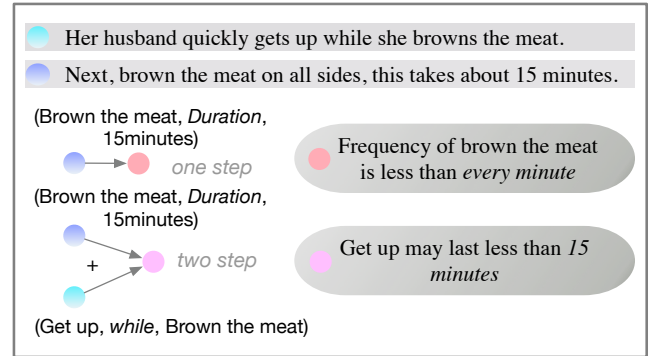 Her husband quickly gets up while she browns the meat.
Next, brown the meat on all sides, this takes about 15 minutes.
(Brown the meat, Duration,
15minutes)
one step
Frequency of brown the meat
is less than every minute
(Brown the meat, Duration,
15minutes)
+
two step
Get up may last less than 15
minutes
(Get up, while, Brown the meat)